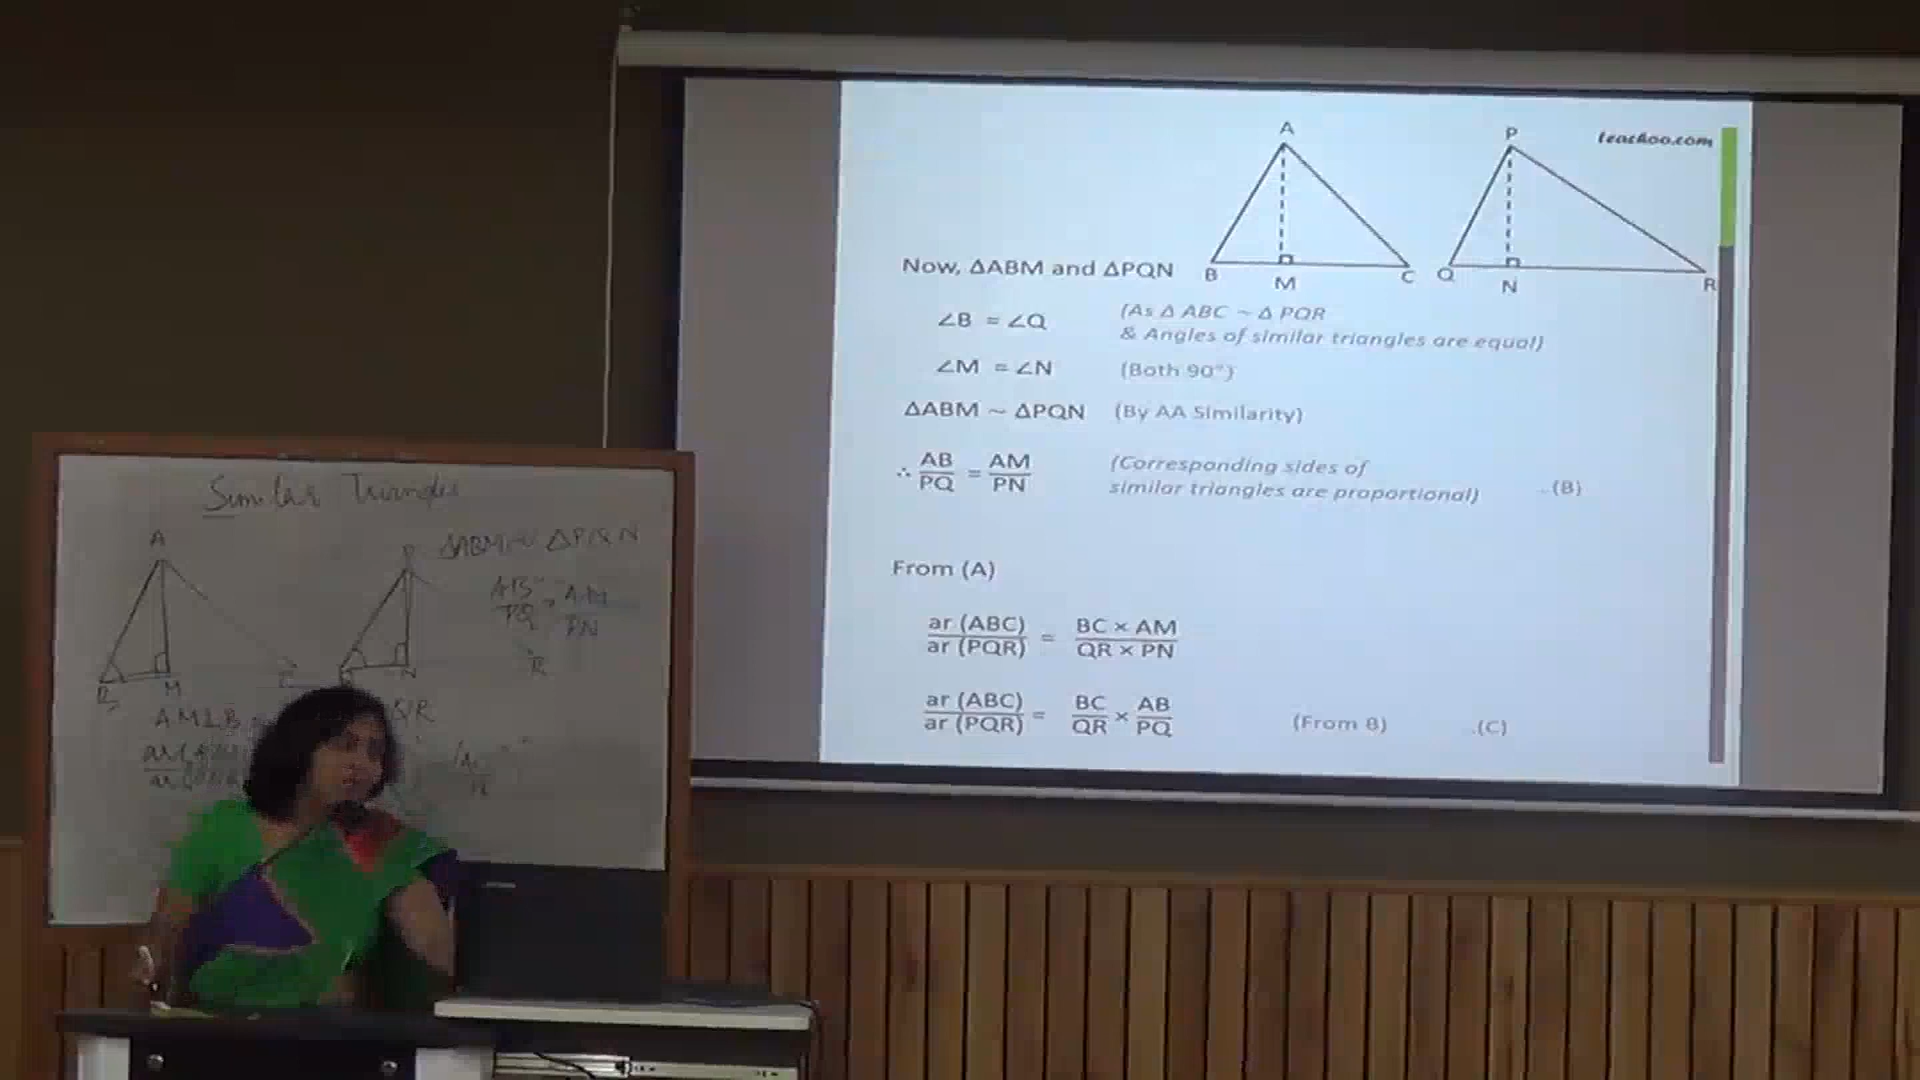 A
P
teachoo.com
B
M
C
Q
N
R
Now, ΔABM and ΔPQN
∠B = ∠Q (As Δ ABC ~ Δ PQR
& Angles of similar triangles are equal)
∠M = ∠N (Both 90°)
ΔABM ~ ΔPQN (By AA Similarity)
∴ AB/PQ = AM/PN (Corresponding sides of
similar triangles are proportional) ..(B)
From (A)
ar (ABC)/ar (PQR) = BC × AM/QR × PN
ar (ABC)/ar (PQR) = BC/QR × AB/PQ (From B) ..(C)
Similar Triangles
A
P
ΔABM ~ ΔPQN
AB/PQ = AM/PN
R
B
M
C
N
AM⊥B
QR